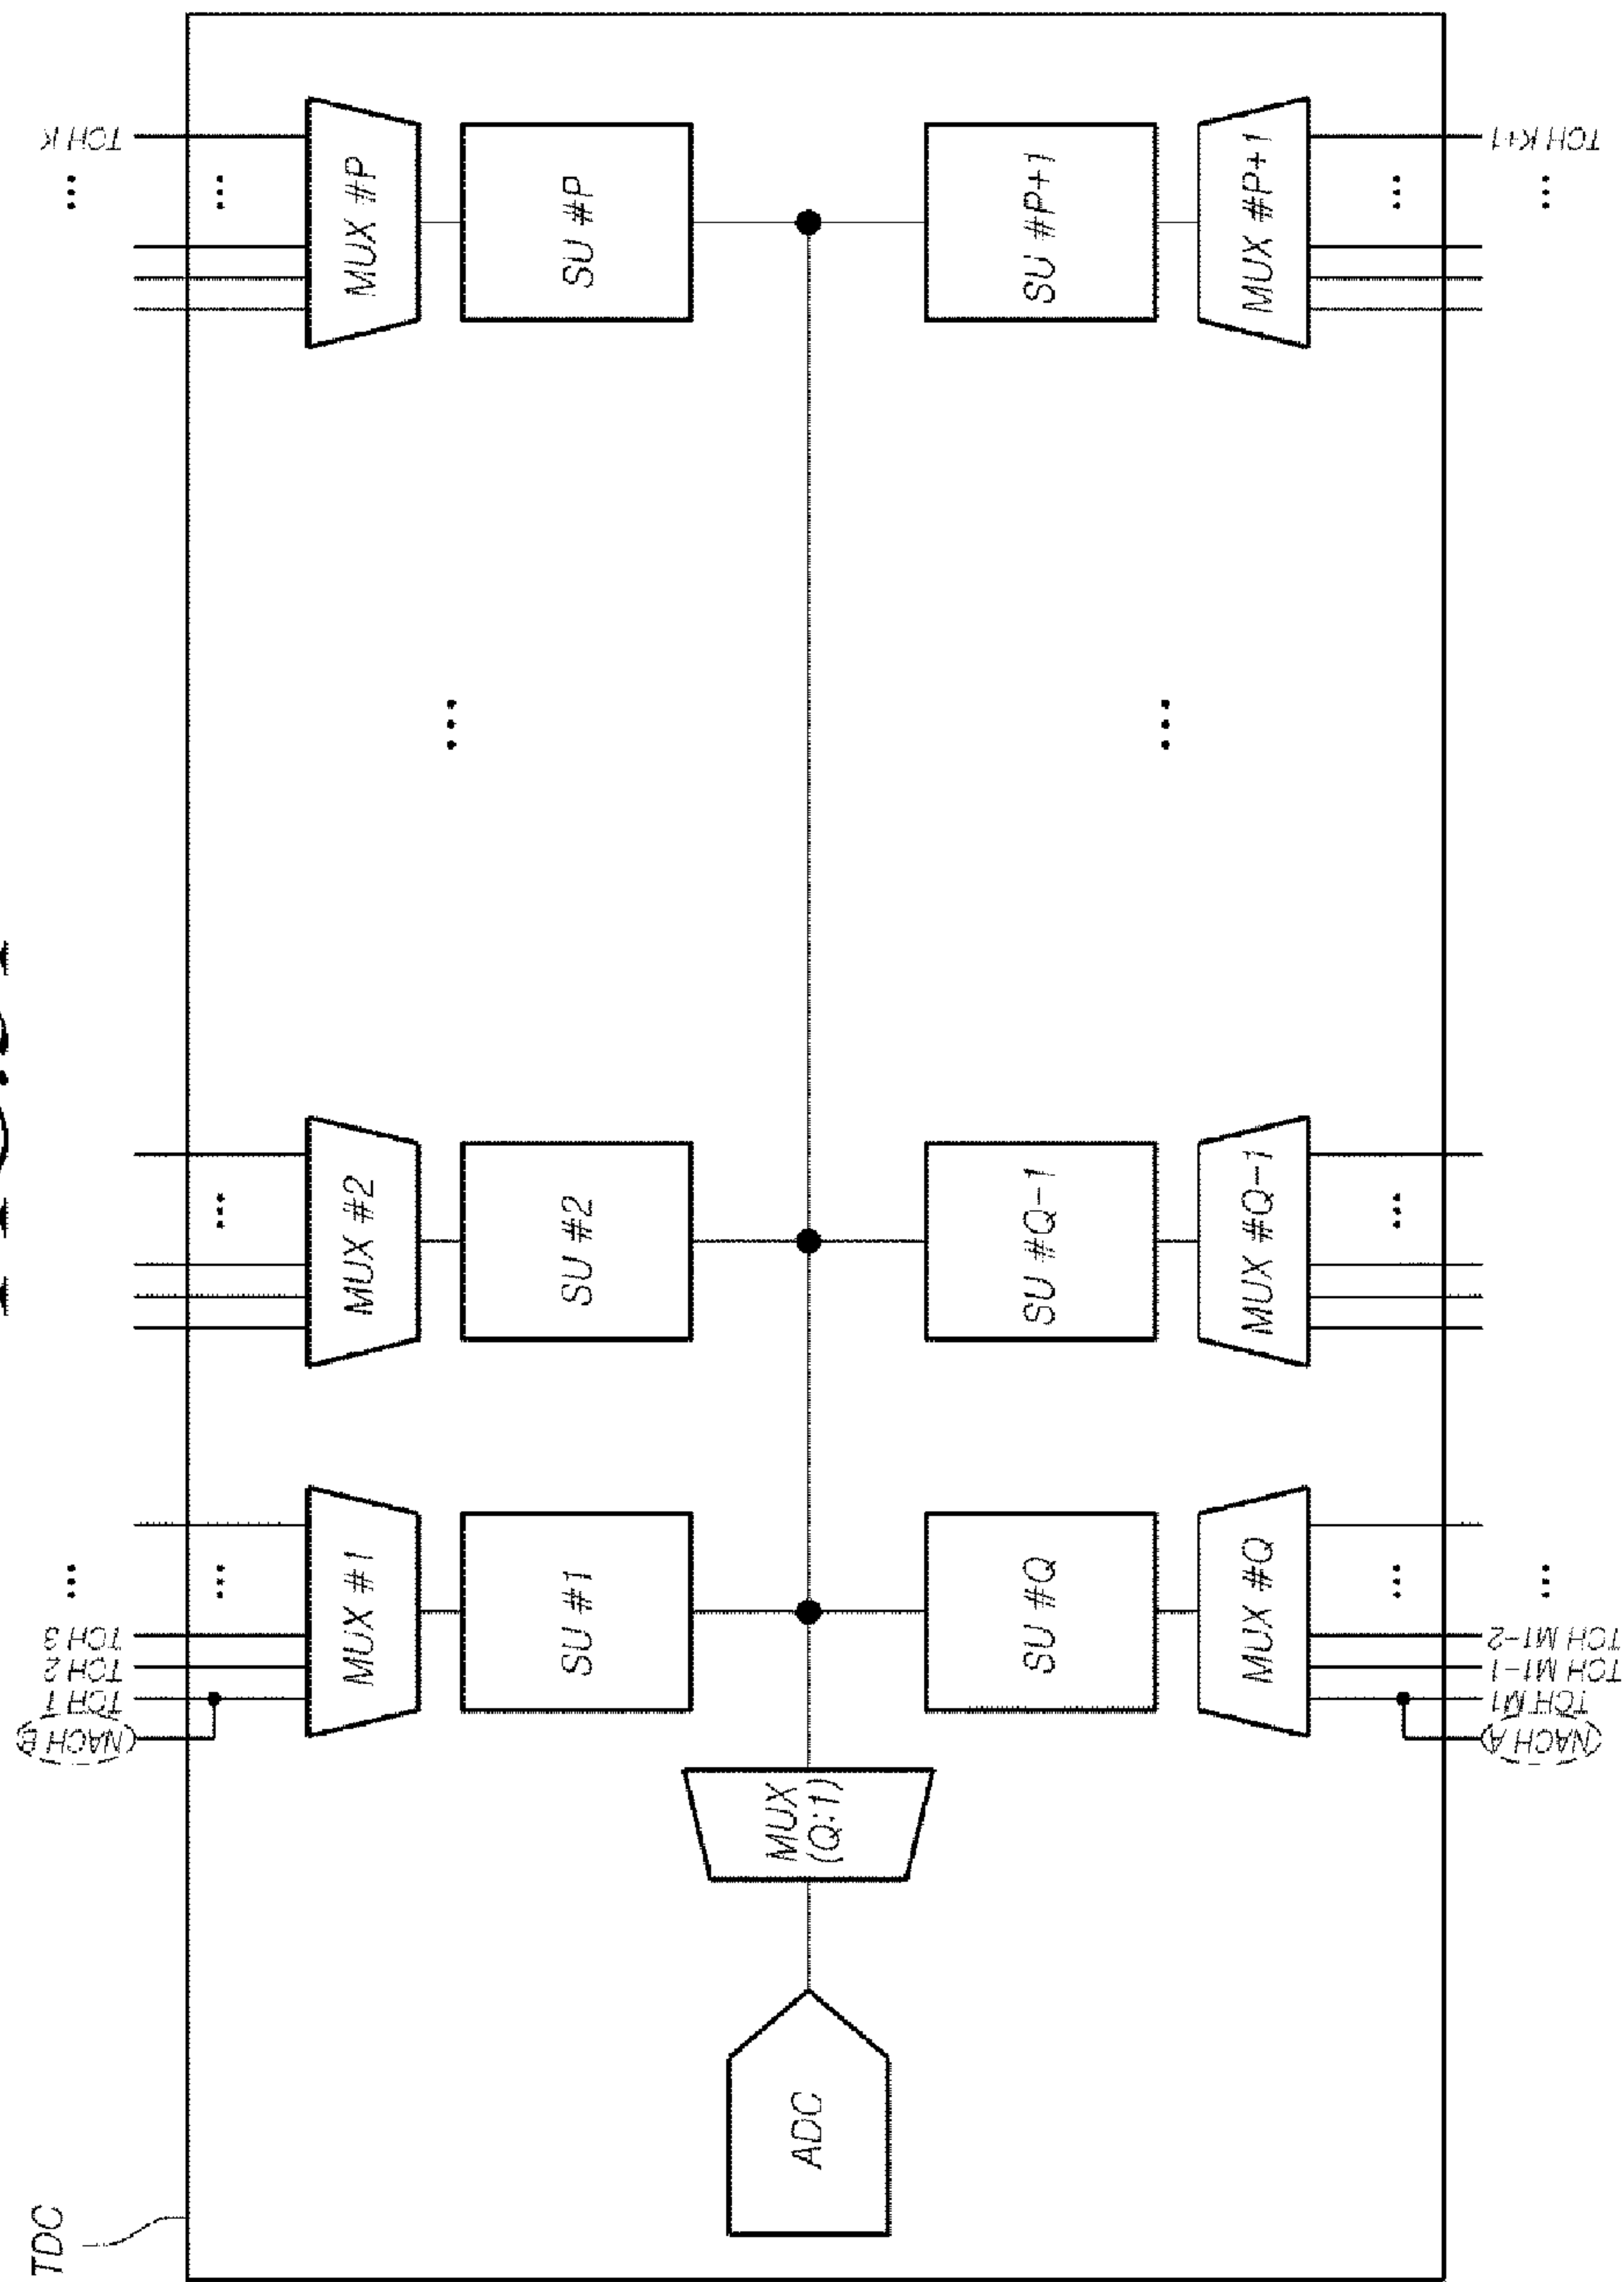 TDC
NACH B
TCH 1
TCH 2
TCH 3
...
...
TCH K
...
...
...
MUX #1
MUX #2
MUX #P
SU #1
SU #2
...
SU #P
ADC
MUX
(Q:1)
SU #Q
SU #Q-1
...
SU #P+1
MUX #Q
MUX #Q-1
MUX #P+1
...
...
...
NACH A
TCH M1
TCH M1-1
TCH M1-2
...
...
TCH K+1